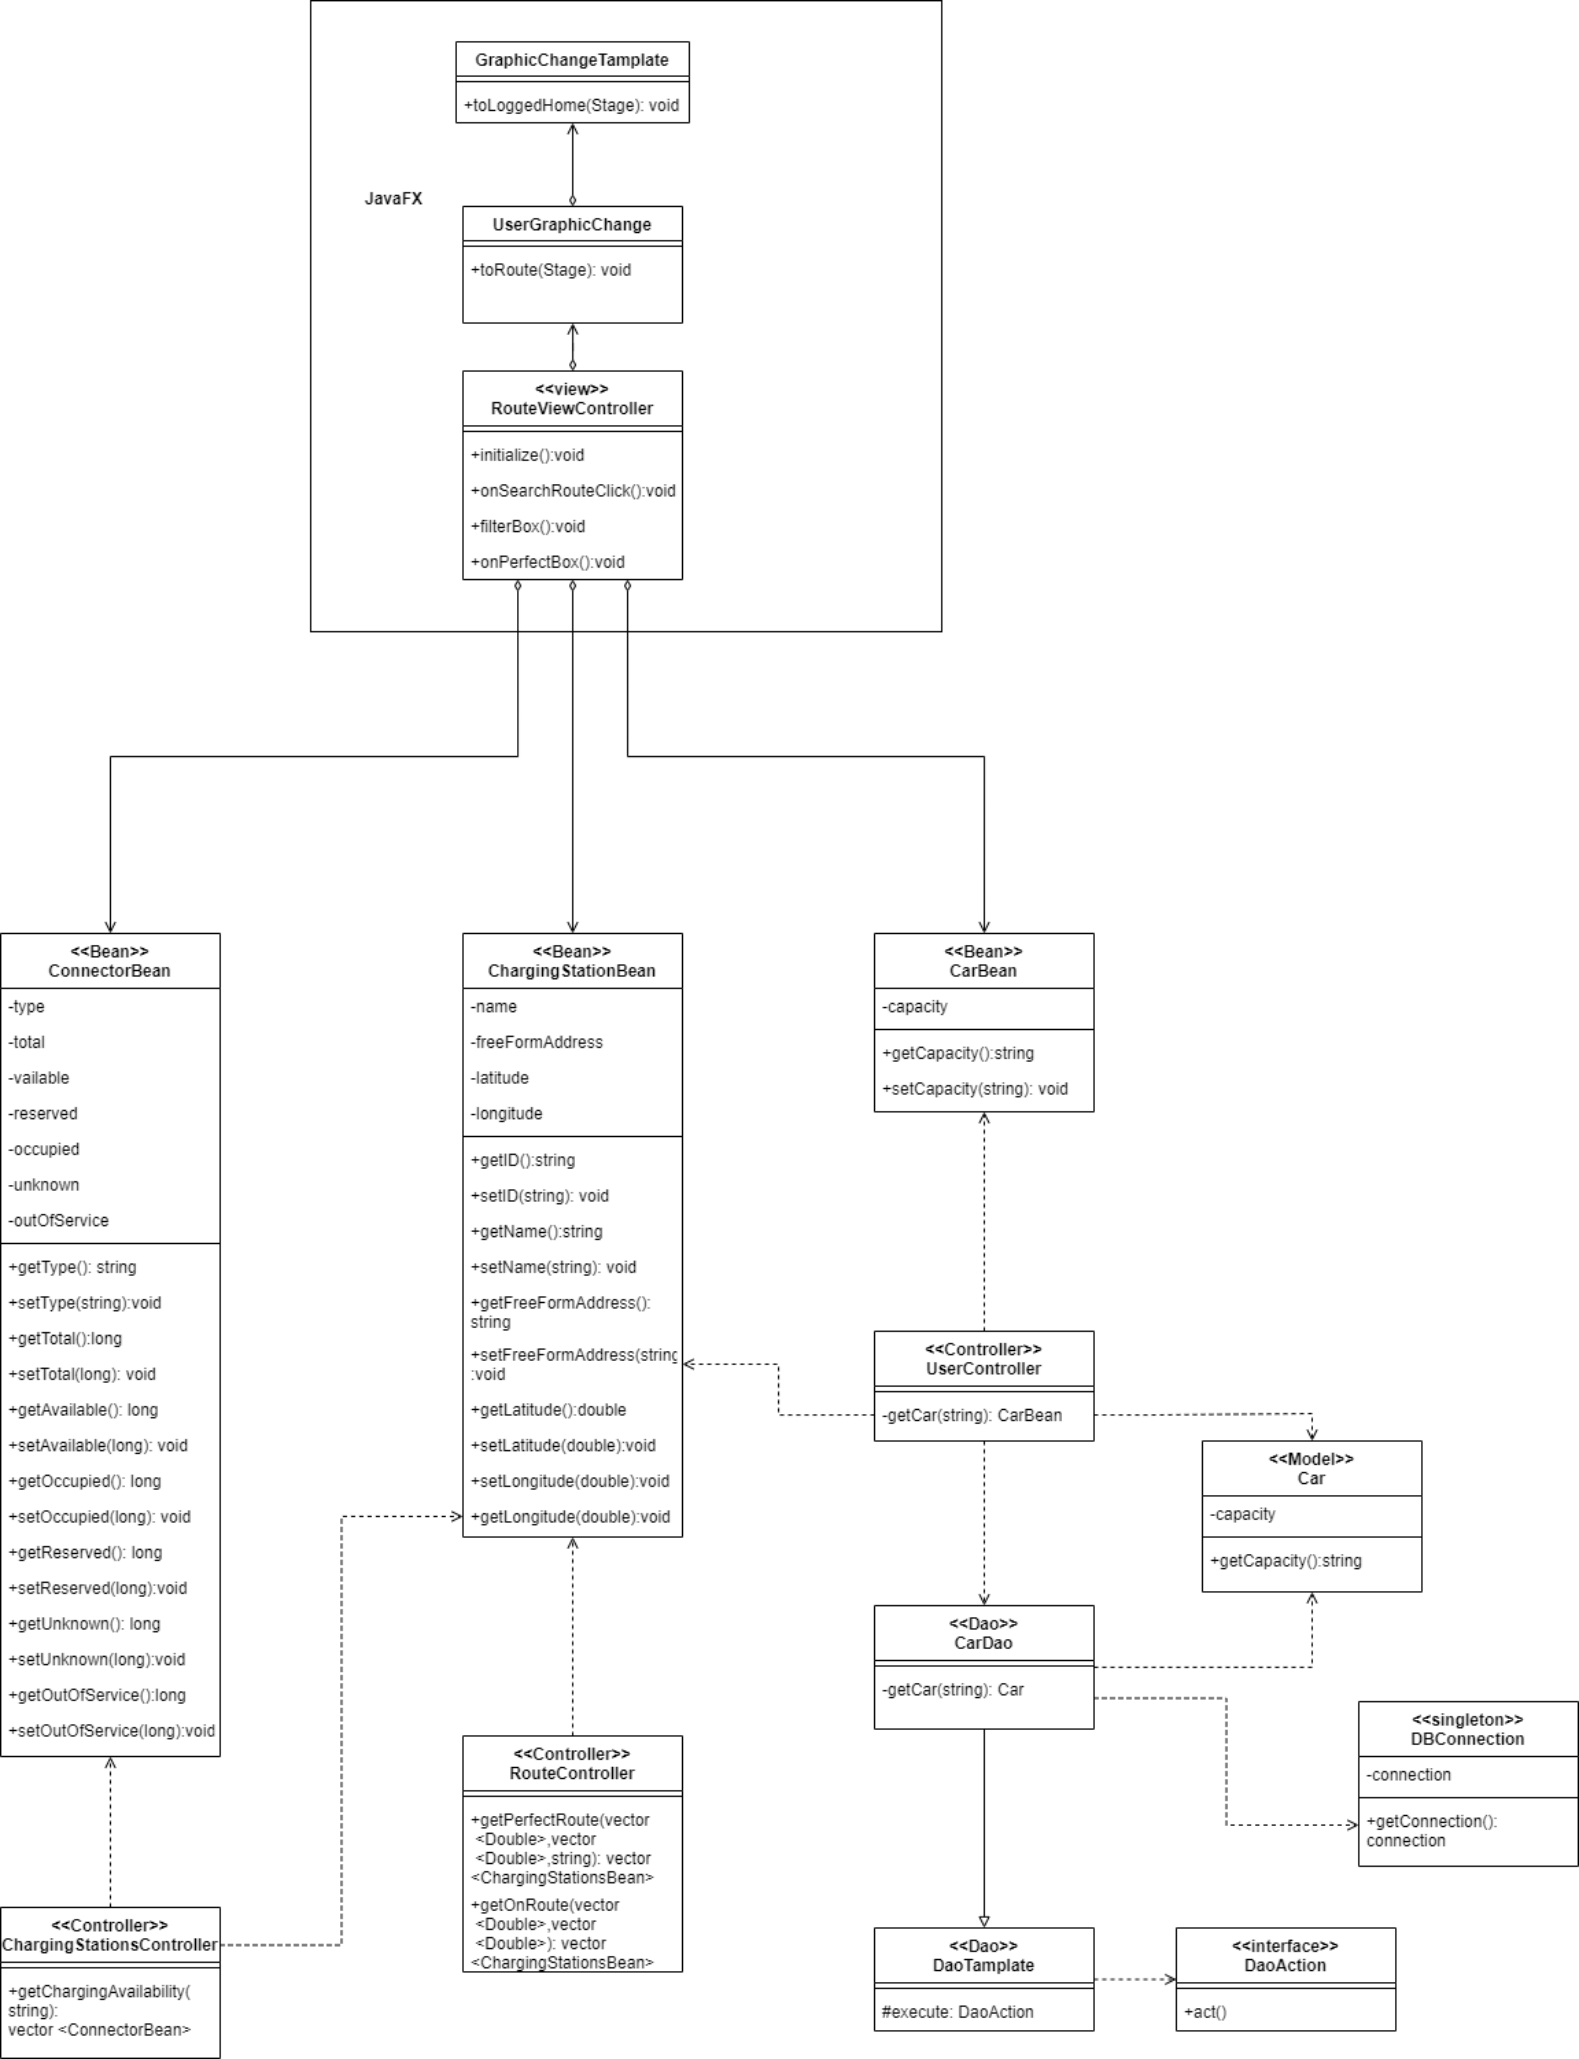 GraphicChangeTamplate
+toLoggedHome(Stage): void
JavaFX
UserGraphicChange
+toRoute(Stage): void
<<view>>
RouteViewController
+initialize():void
+onSearchRouteClick():void
+filterBox():void
+onPerfectBox():void
<<Bean>>
ConnectorBean
-type
-total
-vailable
-reserved
-occupied
-unknown
-outOfService
+getType(): string
+setType(string):void
+getTotal():long
+setTotal(long): void
+getAvailable(): long
+setAvailable(long): void
+getOccupied(): long
+setOccupied(long): void
+getReserved(): long
+setReserved(long):void
+getUnknown(): long
+setUnknown(long):void
+getOutOfService():long
+setOutOfService(long):void
<<Bean>>
ChargingStationBean
-name
-freeFormAddress
-latitude
-longitude
+getID():string
+setID(string): void
+getName():string
+setName(string): void
+getFreeFormAddress():
string
+setFreeFormAddress(string
:void
+getLatitude():double
+setLatitude(double):void
+setLongitude(double):void
+getLongitude(double):void
<<Bean>>
CarBean
-capacity
+getCapacity():string
+setCapacity(string): void
<<Controller>>
UserController
-getCar(string): CarBean
<<Model>>
Car
-capacity
+getCapacity():string
<<Dao>>
CarDao
-getCar(string): Car
<<singleton>>
DBConnection
-connection
+getConnection():
connection
<<Controller>>
RouteController
+getPerfectRoute(vector
<Double>,vector
<Double>,string): vector
<ChargingStationsBean>
+getOnRoute(vector
<Double>,vector
<Double>): vector
<ChargingStationsBean>
<<Controller>>
ChargingStationsController
+getChargingAvailability(
string):
vector <ConnectorBean>
<<Dao>>
DaoTamplate
#execute: DaoAction
<<interface>>
DaoAction
+act()